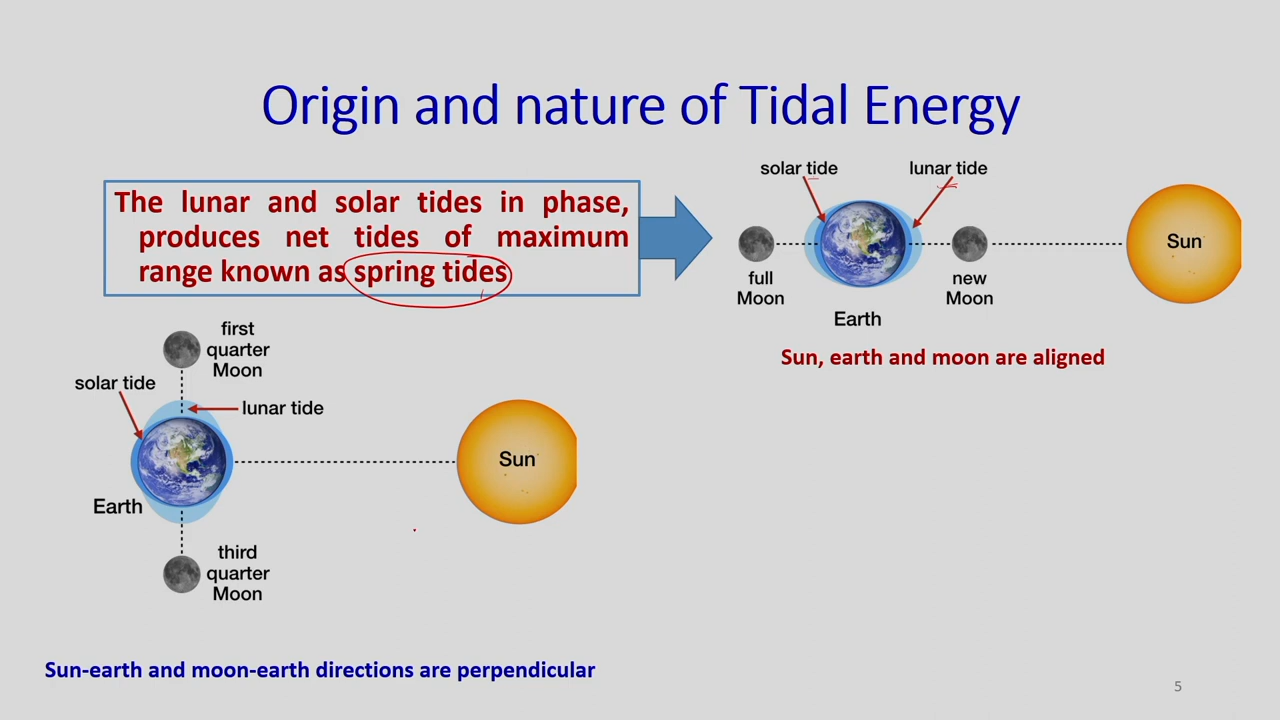 Origin and nature of Tidal Energy
The lunar and solar tides in phase,
produces net tides of maximum
range known as spring tides
solar tide
lunar tide
full
Moon
Earth
new
Moon
Sun
Sun, earth and moon are aligned
first
quarter
Moon
solar tide
lunar tide
Sun
Earth
third
quarter
Moon
Sun-earth and moon-earth directions are perpendicular
5